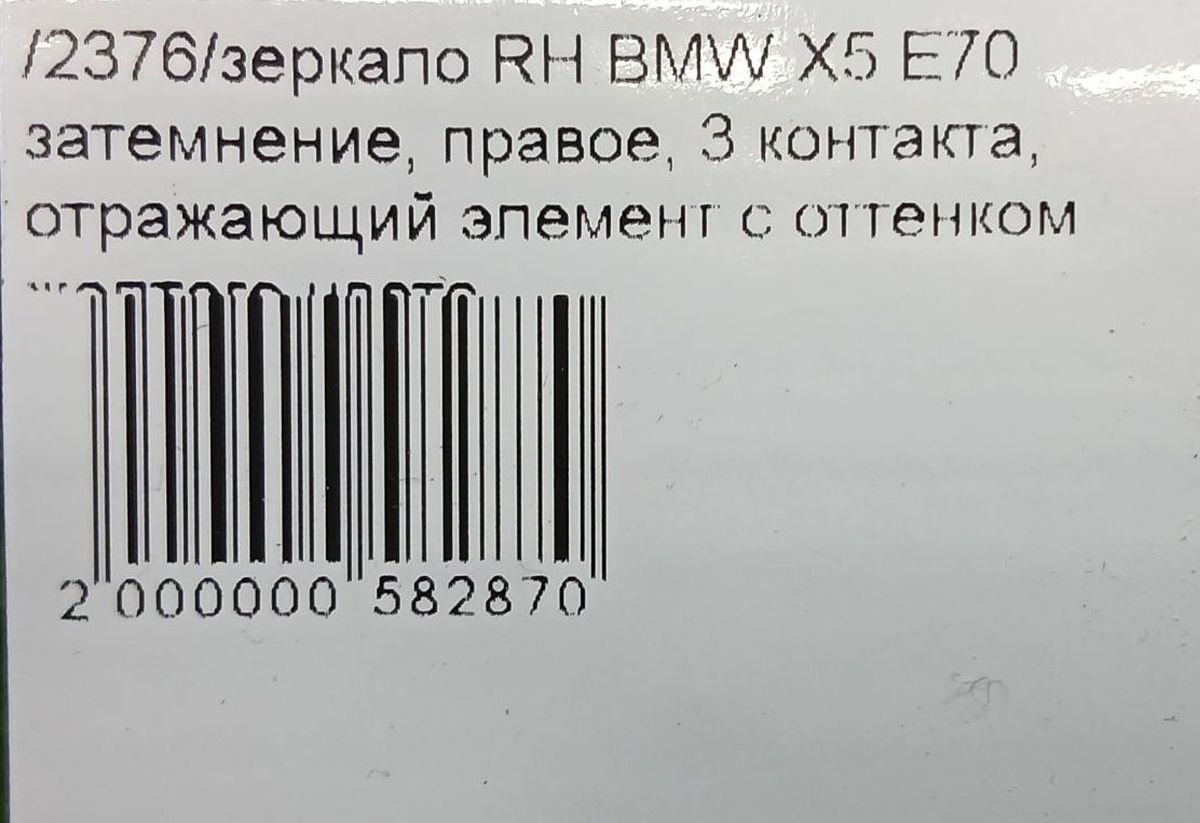 /2376/зеркало RH BMW X5 E70
затемнение, правое, 3 контакта,
отражающий элемент с оттенком
2 000000 582870